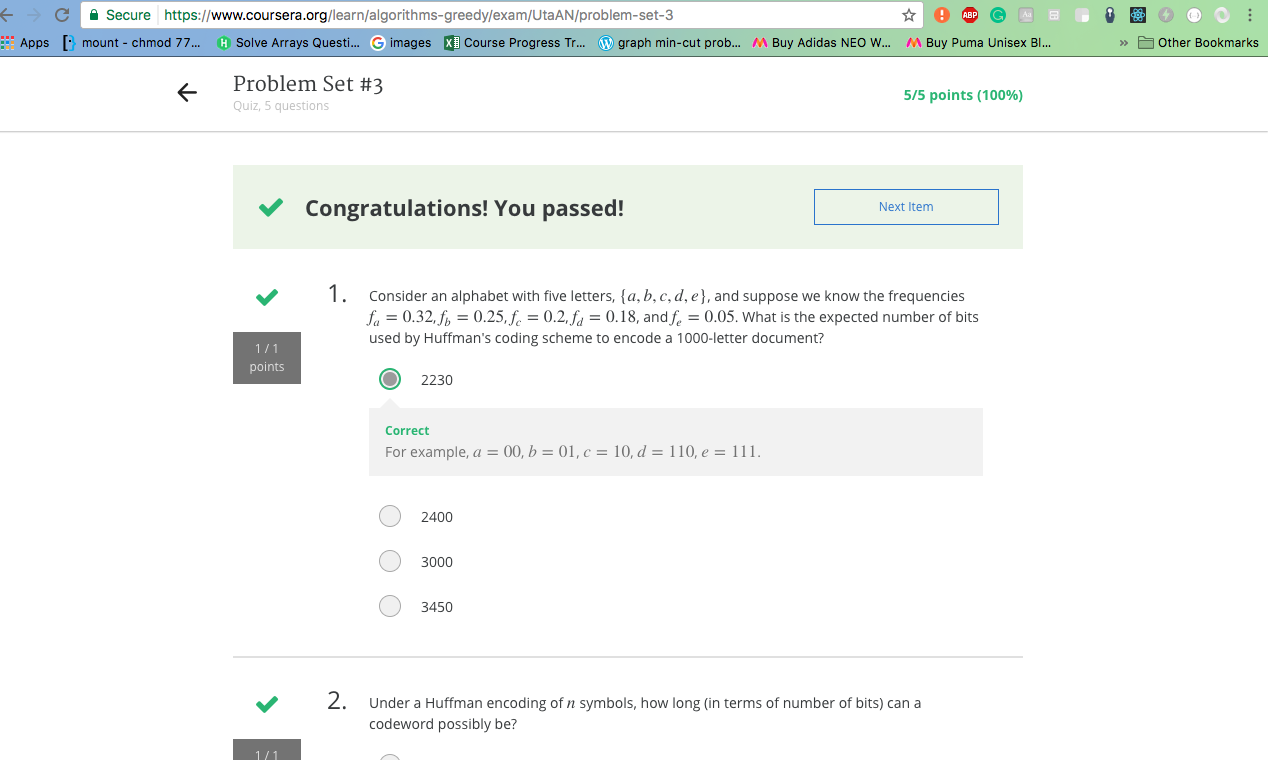 Secure https://www.coursera.org/learn/algorithms-greedy/exam/UtaAN/problem-set-3
ABP
Apps mount - chmod 77... Solve Arrays Questi... images Course Progress Tr... graph min-cut prob... Buy Adidas NEO W... Buy Puma Unisex Bl... » Other Bookmarks
Problem Set #3
Quiz, 5 questions
5/5 points (100%)
Congratulations! You passed!
Next Item
1.
Consider an alphabet with five letters, {a, b, c, d, e}, and suppose we know the frequencies
fₐ = 0.32, f_b = 0.25, f_c = 0.2, f_d = 0.18, and f_e = 0.05. What is the expected number of bits
used by Huffman's coding scheme to encode a 1000-letter document?
1 / 1
points
2230
Correct
For example, a = 00, b = 01, c = 10, d = 110, e = 111.
2400
3000
3450
2.
Under a Huffman encoding of n symbols, how long (in terms of number of bits) can a
codeword possibly be?
1 / 1